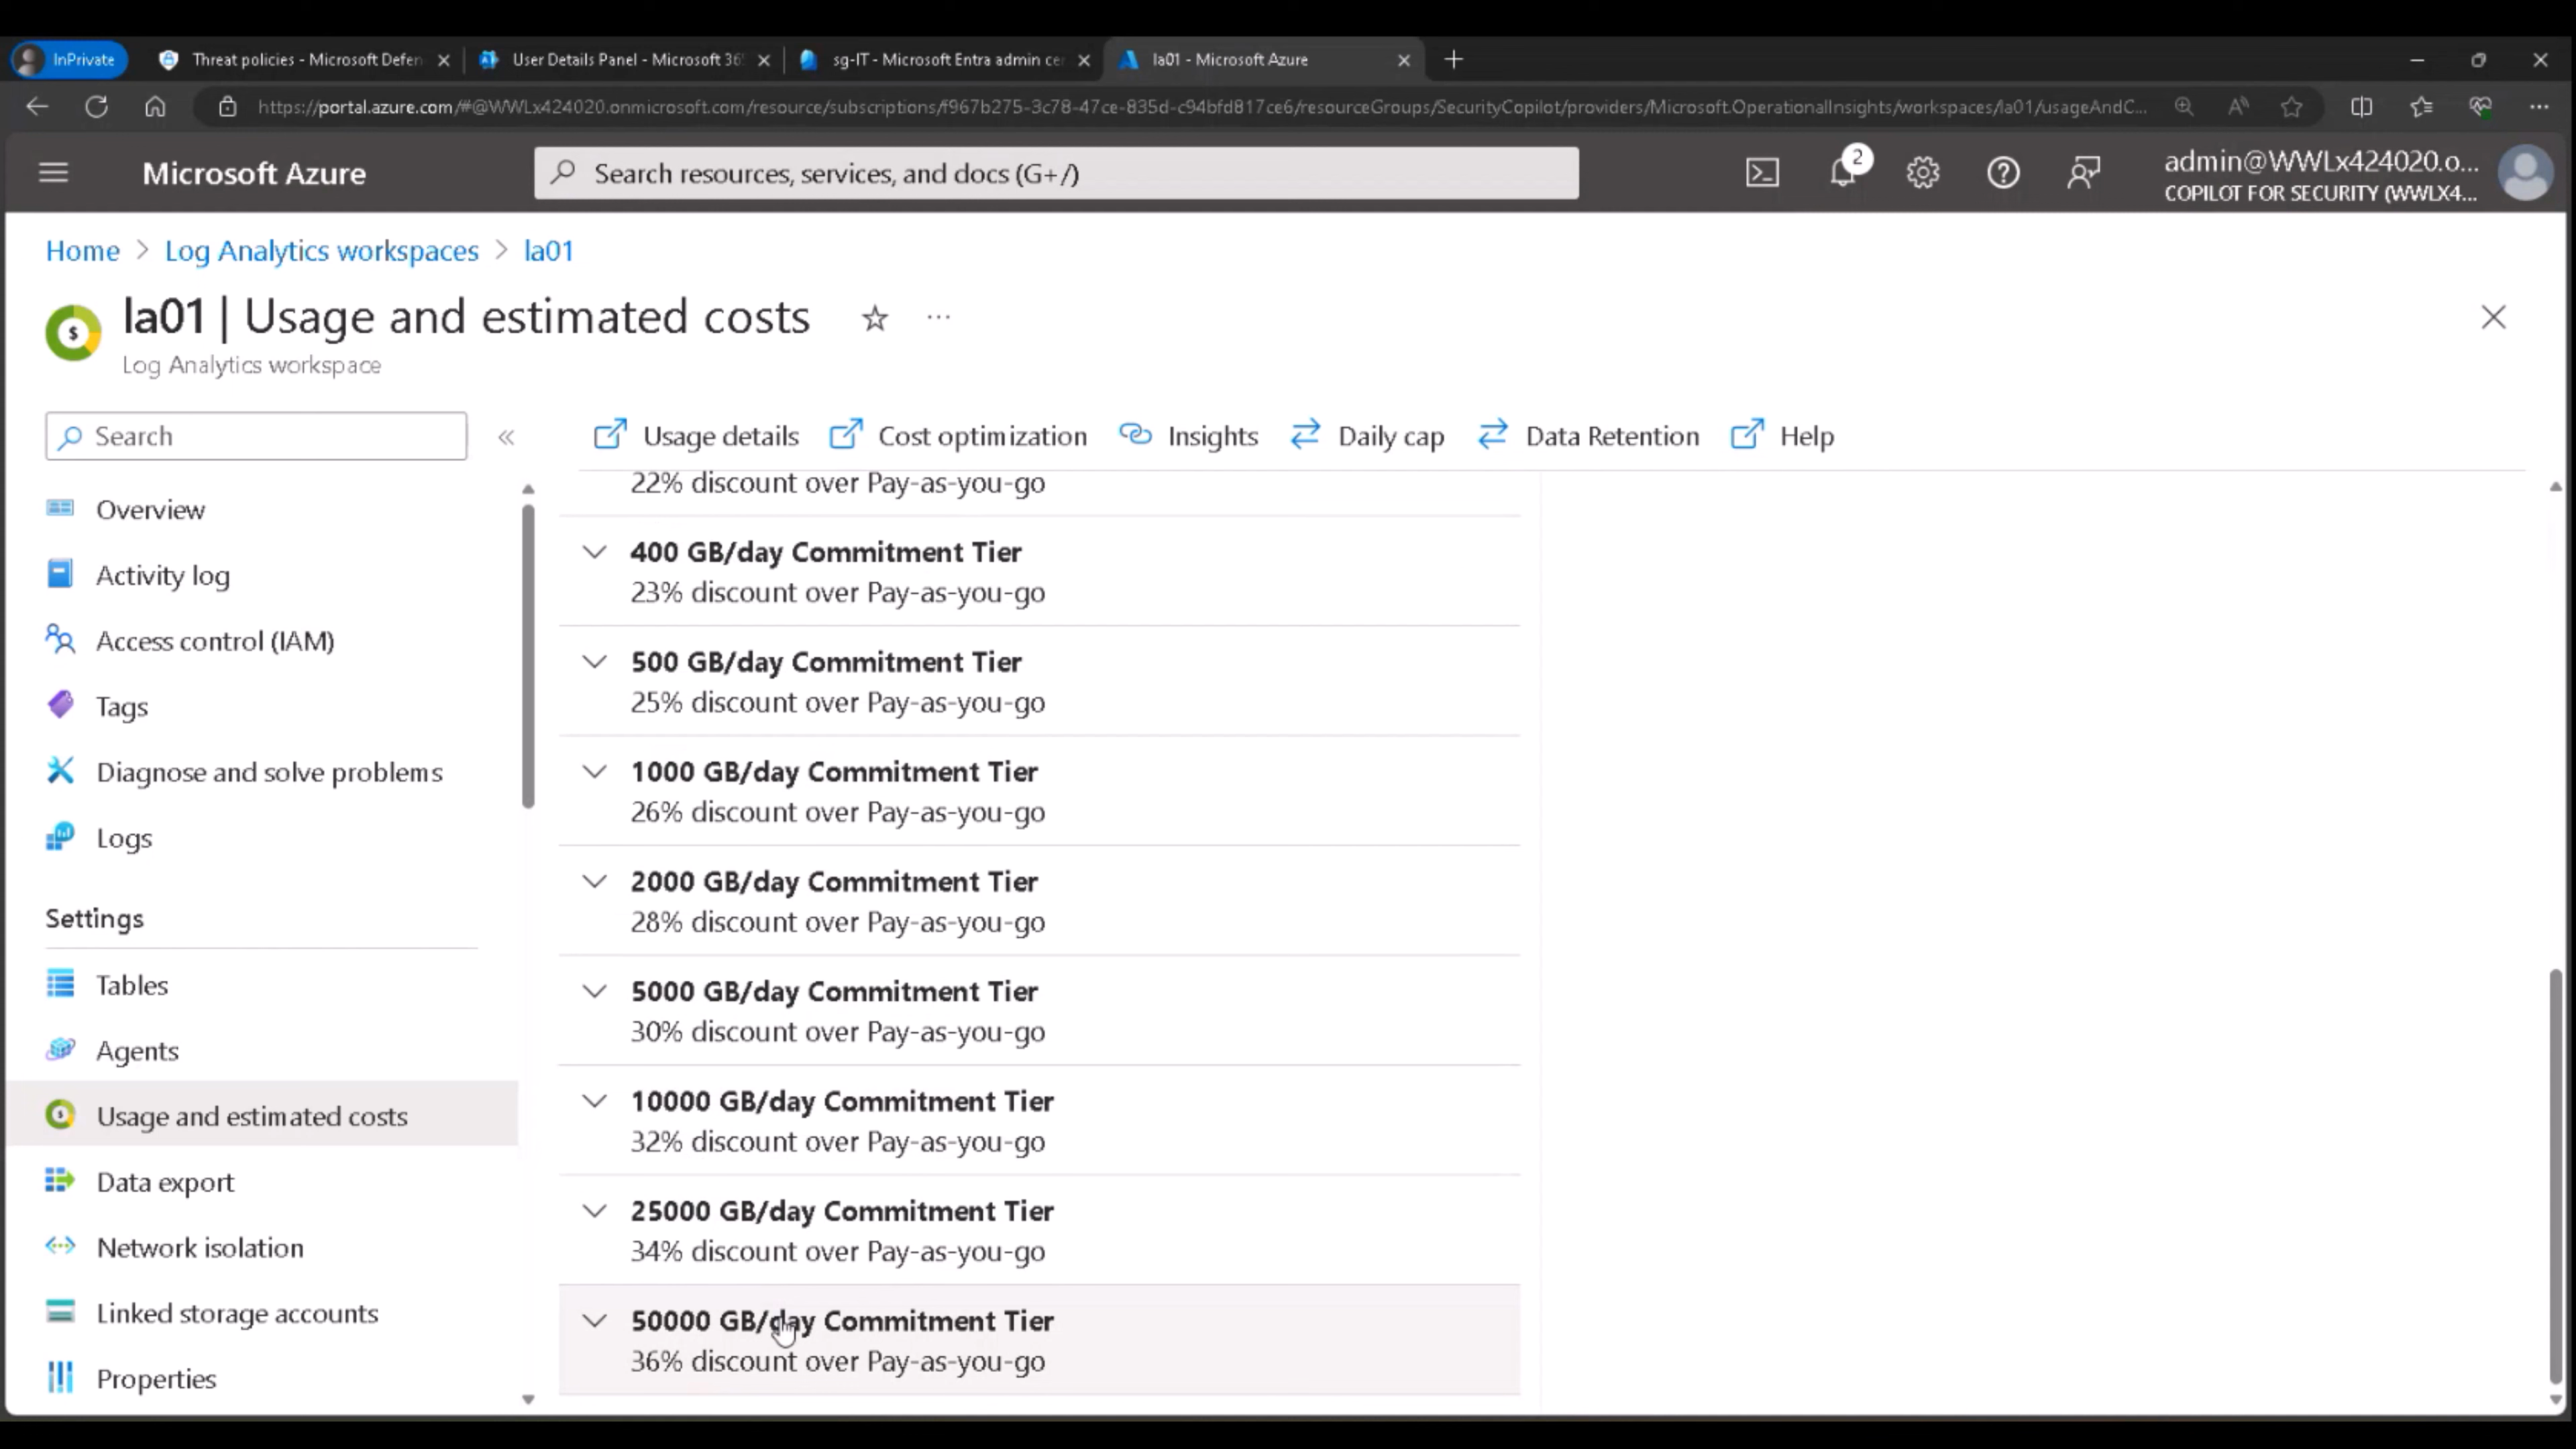 InPrivate
Threat policies - Microsoft Defen
User Details Panel - Microsoft 36
sg-IT - Microsoft Entra admin cen
la01 - Microsoft Azure
https://portal.azure.com/#@WWLx424020.onmicrosoft.com/resource/subscriptions/f967b275-3c78-47ce-835d-c94bfd817ce6/resourceGroups/SecurityCopilot/providers/Microsoft.OperationalInsights/workspaces/la01/usageAndC...
Microsoft Azure
Search resources, services, and docs (G+/)
2
admin@WWLx424020.o...
COPILOT FOR SECURITY (WWLX4...
Home > Log Analytics workspaces > la01
la01 | Usage and estimated costs
Log Analytics workspace
Search
Usage details
Cost optimization
Insights
Daily cap
Data Retention
Help
Overview
Activity log
Access control (IAM)
Tags
Diagnose and solve problems
Logs
Settings
Tables
Agents
Usage and estimated costs
Data export
Network isolation
Linked storage accounts
Properties
22% discount over Pay-as-you-go
400 GB/day Commitment Tier
23% discount over Pay-as-you-go
500 GB/day Commitment Tier
25% discount over Pay-as-you-go
1000 GB/day Commitment Tier
26% discount over Pay-as-you-go
2000 GB/day Commitment Tier
28% discount over Pay-as-you-go
5000 GB/day Commitment Tier
30% discount over Pay-as-you-go
10000 GB/day Commitment Tier
32% discount over Pay-as-you-go
25000 GB/day Commitment Tier
34% discount over Pay-as-you-go
50000 GB/day Commitment Tier
36% discount over Pay-as-you-go